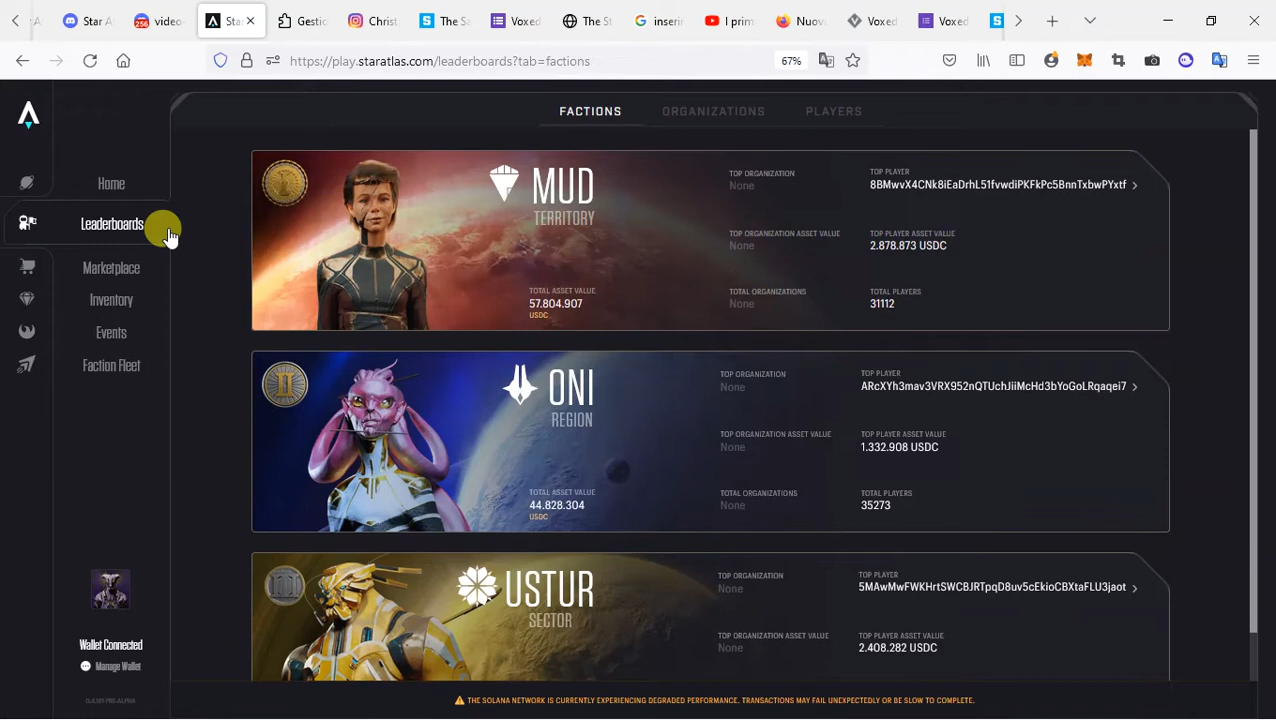 Star A
256
video-
Sta
Gestio
Christ
The Sa
Voxed
The St
inserin
I prim
Nuova
Voxed
Voxed
https://play.staratlas.com/leaderboards?tab=factions
67%
FACTIONS
ORGANIZATIONS
PLAYERS
Home
Leaderboards
Marketplace
Inventory
Events
Faction Fleet
Wallet Connected
Manage Wallet
MUD
TERRITORY
TOTAL ASSET VALUE
57.804.907
USDC
TOP ORGANIZATION
None
TOP ORGANIZATION ASSET VALUE
None
TOTAL ORGANIZATIONS
None
TOP PLAYER
8BMwvX4CNk8iEaDrhL51fvwdiPKFkPc5BnnTxbwPYxtf
TOP PLAYER ASSET VALUE
2.878.873 USDC
TOTAL PLAYERS
31112
II
ONI
REGION
TOTAL ASSET VALUE
44.828.304
USDC
TOP ORGANIZATION
None
TOP ORGANIZATION ASSET VALUE
None
TOTAL ORGANIZATIONS
None
TOP PLAYER
ARcXYh3mav3VRX952nQTUchJiiMcHd3bYoGoLRqaqei7
TOP PLAYER ASSET VALUE
1.332.908 USDC
TOTAL PLAYERS
35273
III
USTUR
SECTOR
TOP ORGANIZATION
None
TOP ORGANIZATION ASSET VALUE
None
TOP PLAYER
5MAwMwFWKHrtSWCBJRTpqD8uv5cEkioCBXtaFLU3jaot
TOP PLAYER ASSET VALUE
2.408.282 USDC
THE SOLANA NETWORK IS CURRENTLY EXPERIENCING DEGRADED PERFORMANCE. TRANSACTIONS MAY FAIL UNEXPECTEDLY OR BE SLOW TO COMPLETE.